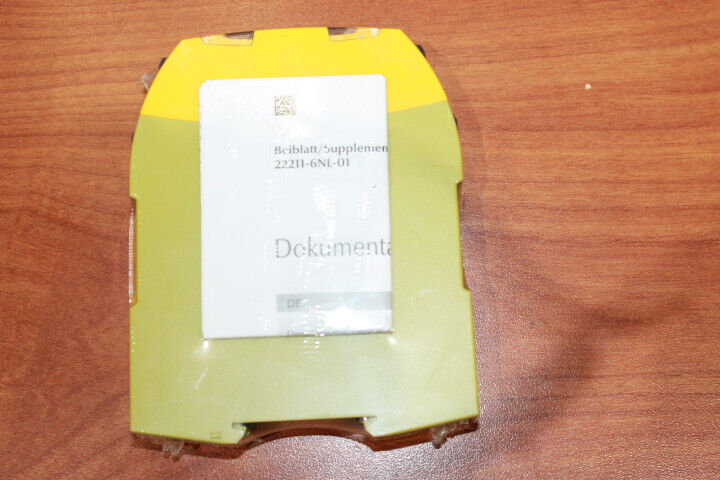 Beiblatt/Supplemen
22211-6NL-01
Dokumenta
DE